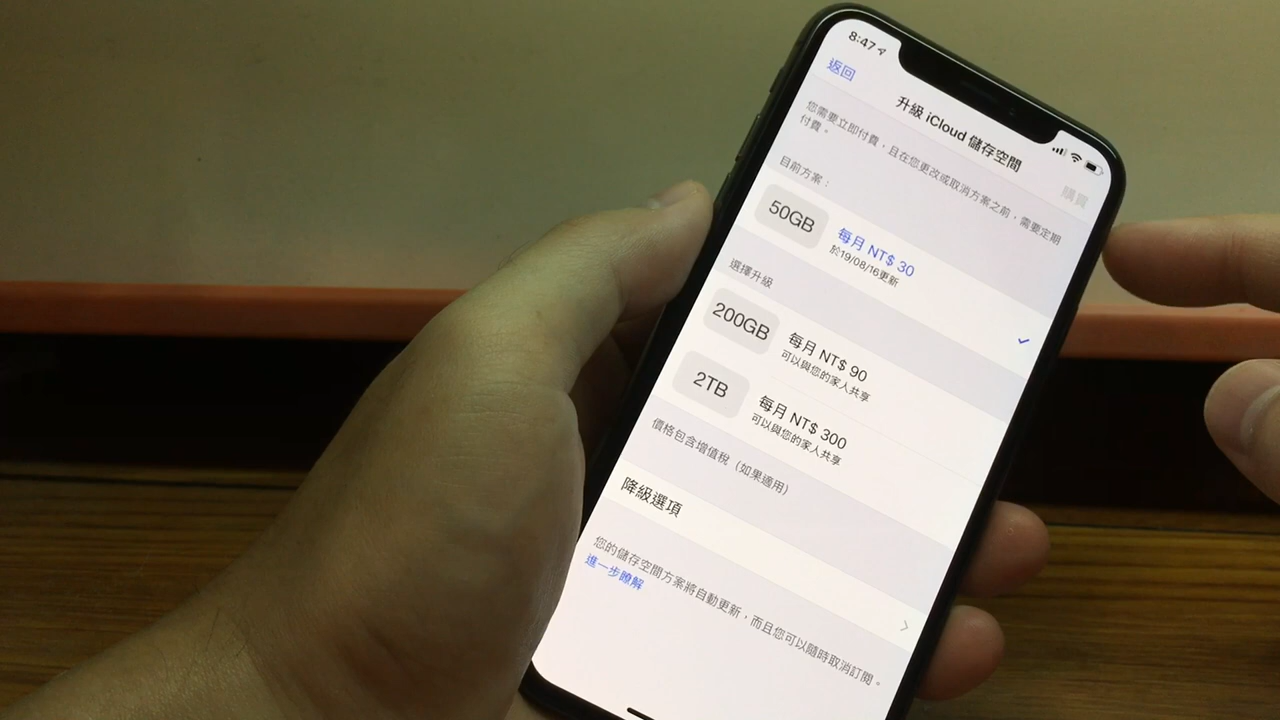 8:47
返回
升級 iCloud 儲存空間
購買
您需要立即付費，且在您更改或取消方案之前，需要定期
付費。
目前方案：
50GB
每月 NT$ 30
於19/08/16更新
選擇升級
200GB
每月 NT$ 90
可以與您的家人共享
2TB
每月 NT$ 300
可以與您的家人共享
價格包含增值稅（如果適用）
降級選項
您的儲存空間方案將自動更新，而且您可以隨時取消訂閱。
進一步瞭解